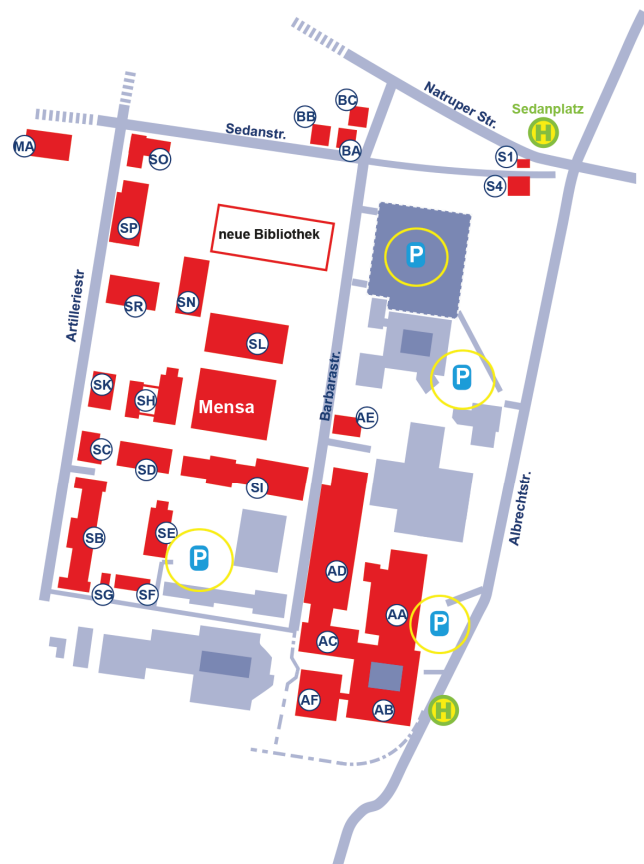 Sedanplatz
H
Natruper Str.
BC
BB
Sedanstr.
BA
MA
SO
S1
S4
SP
neue Bibliothek
P
SN
SR
Artilleriestr
SL
SK
SH
Mensa
Barbarastr.
P
AE
SC
SD
SI
Albrechtstr.
SB
SE
P
AD
SG
SF
AA
P
AC
AF
AB
H